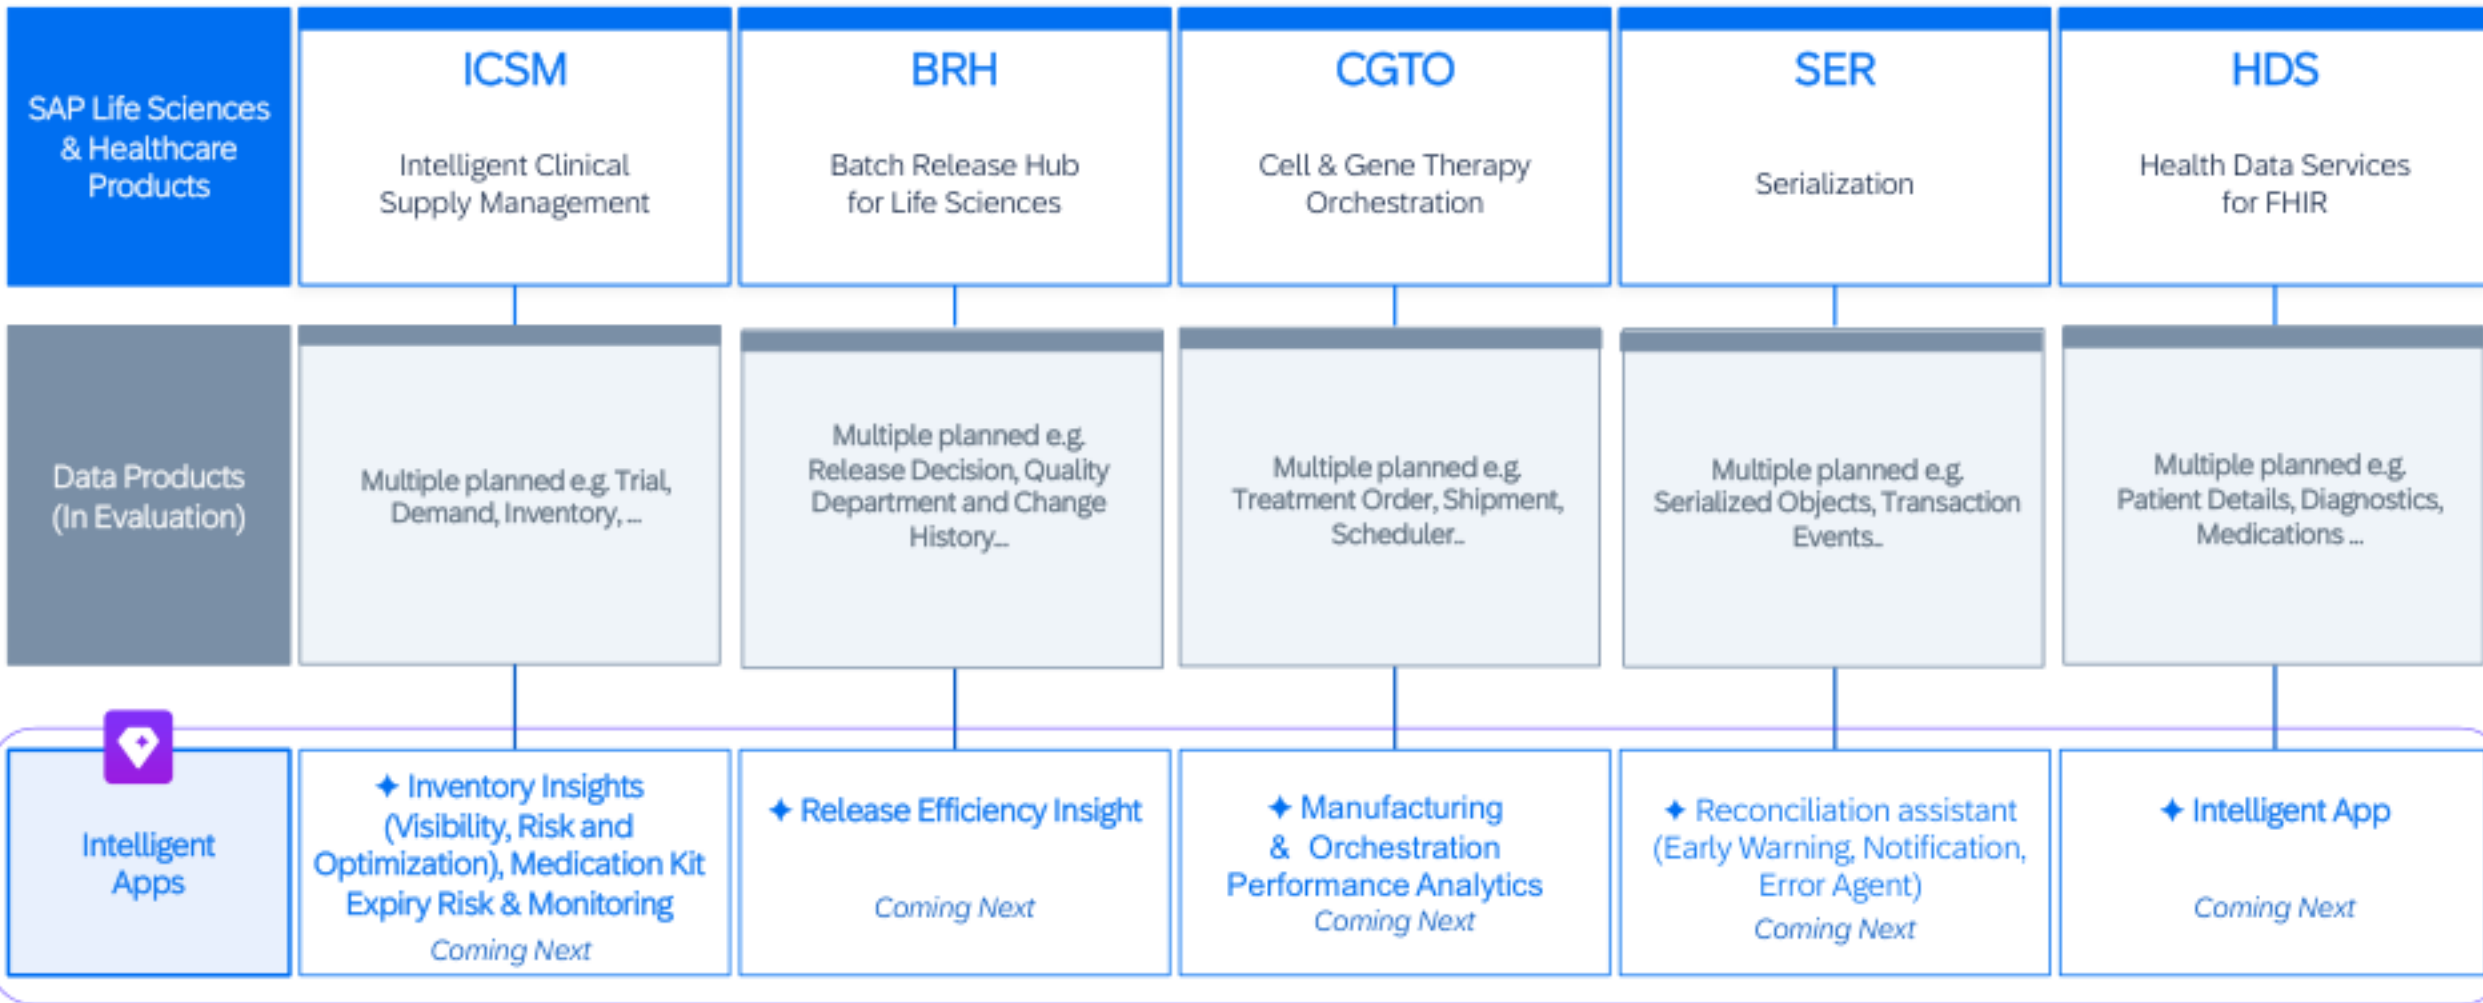 SAP Life Sciences
& Healthcare
Products
ICSM
Intelligent Clinical
Supply Management
BRH
Batch Release Hub
for Life Sciences
CGTO
Cell & Gene Therapy
Orchestration
SER
Serialization
HDS
Health Data Services
for FHIR
Data Products
(In Evaluation)
Multiple planned e.g. Trial,
Demand, Inventory, ...
Multiple planned e.g.
Release Decision, Quality
Department and Change
History...
Multiple planned e.g.
Treatment Order, Shipment,
Scheduler..
Multiple planned e.g.
Serialized Objects, Transaction
Events..
Multiple planned e.g.
Patient Details, Diagnostics,
Medications ...
Intelligent
Apps
Inventory Insights
(Visibility, Risk and
Optimization), Medication Kit
Expiry Risk & Monitoring
Coming Next
Release Efficiency Insight
Coming Next
Manufacturing
& Orchestration
Performance Analytics
Coming Next
Reconciliation assistant
(Early Warning, Notification,
Error Agent)
Coming Next
Intelligent App
Coming Next